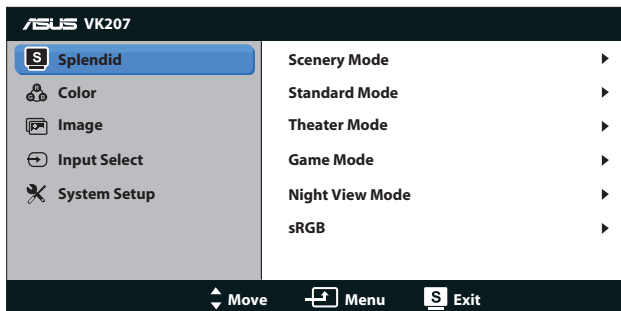 ASUS VK207
S Splendid
Color
Image
Input Select
System Setup
Scenery Mode
Standard Mode
Theater Mode
Game Mode
Night View Mode
sRGB
Move Menu S Exit